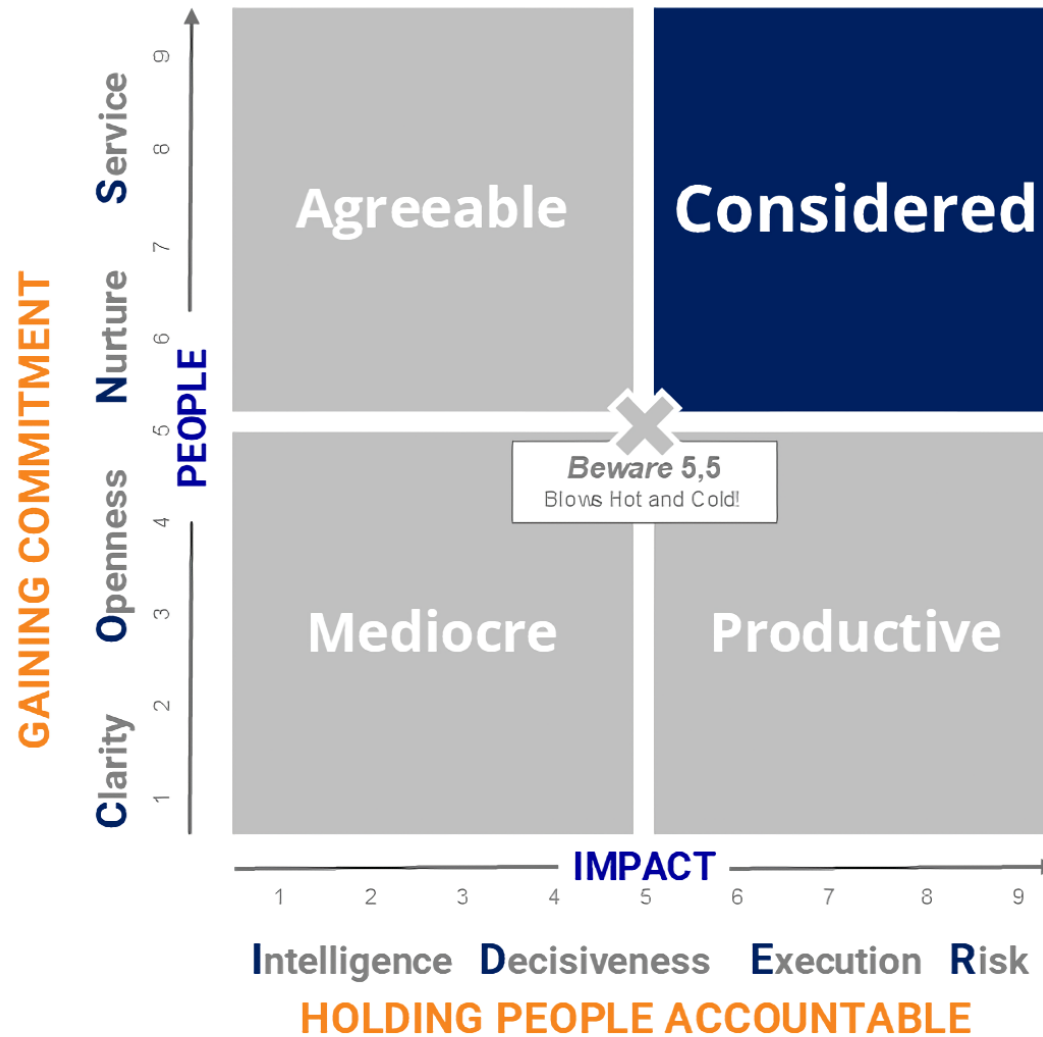 GAINING COMMITMENT
Clarity Openness Nurture Service
PEOPLE
9
8
7
6
5
4
3
2
1
Agreeable
Considered
Beware 5,5
Blows Hot and Cold!
Mediocre
Productive
IMPACT
1 2 3 4 5 6 7 8 9
Intelligence Decisiveness Execution Risk
HOLDING PEOPLE ACCOUNTABLE